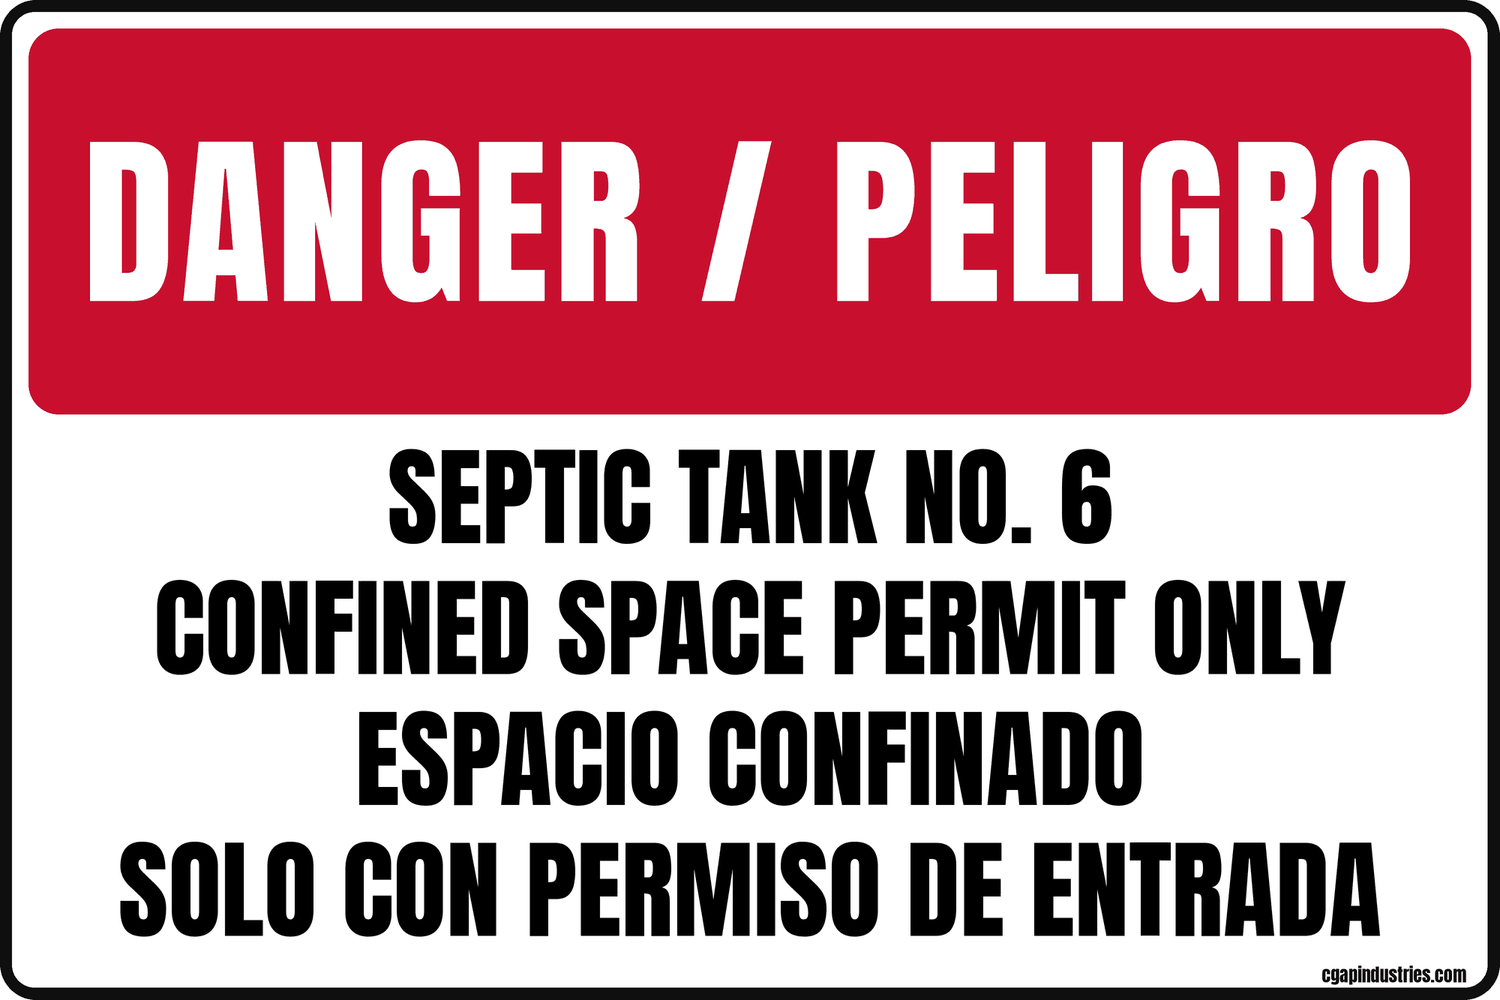 DANGER / PELIGRO
SEPTIC TANK NO. 6
CONFINED SPACE PERMIT ONLY
ESPACIO CONFINADO
SOLO CON PERMISO DE ENTRADA
cgapindustries.com